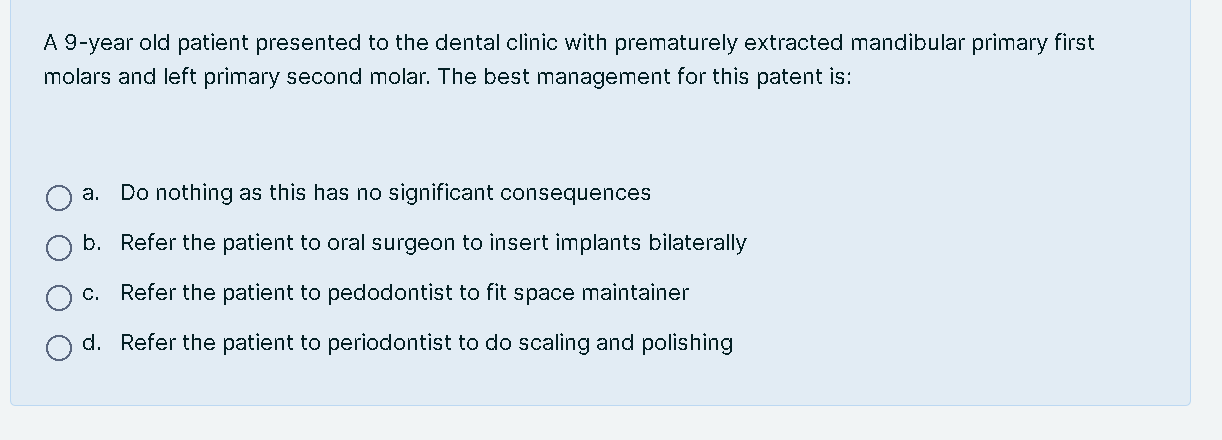 A 9-year old patient presented to the dental clinic with prematurely extracted mandibular primary first
molars and left primary second molar. The best management for this patent is:
a. Do nothing as this has no significant consequences
b. Refer the patient to oral surgeon to insert implants bilaterally
c. Refer the patient to pedodontist to fit space maintainer
d. Refer the patient to periodontist to do scaling and polishing